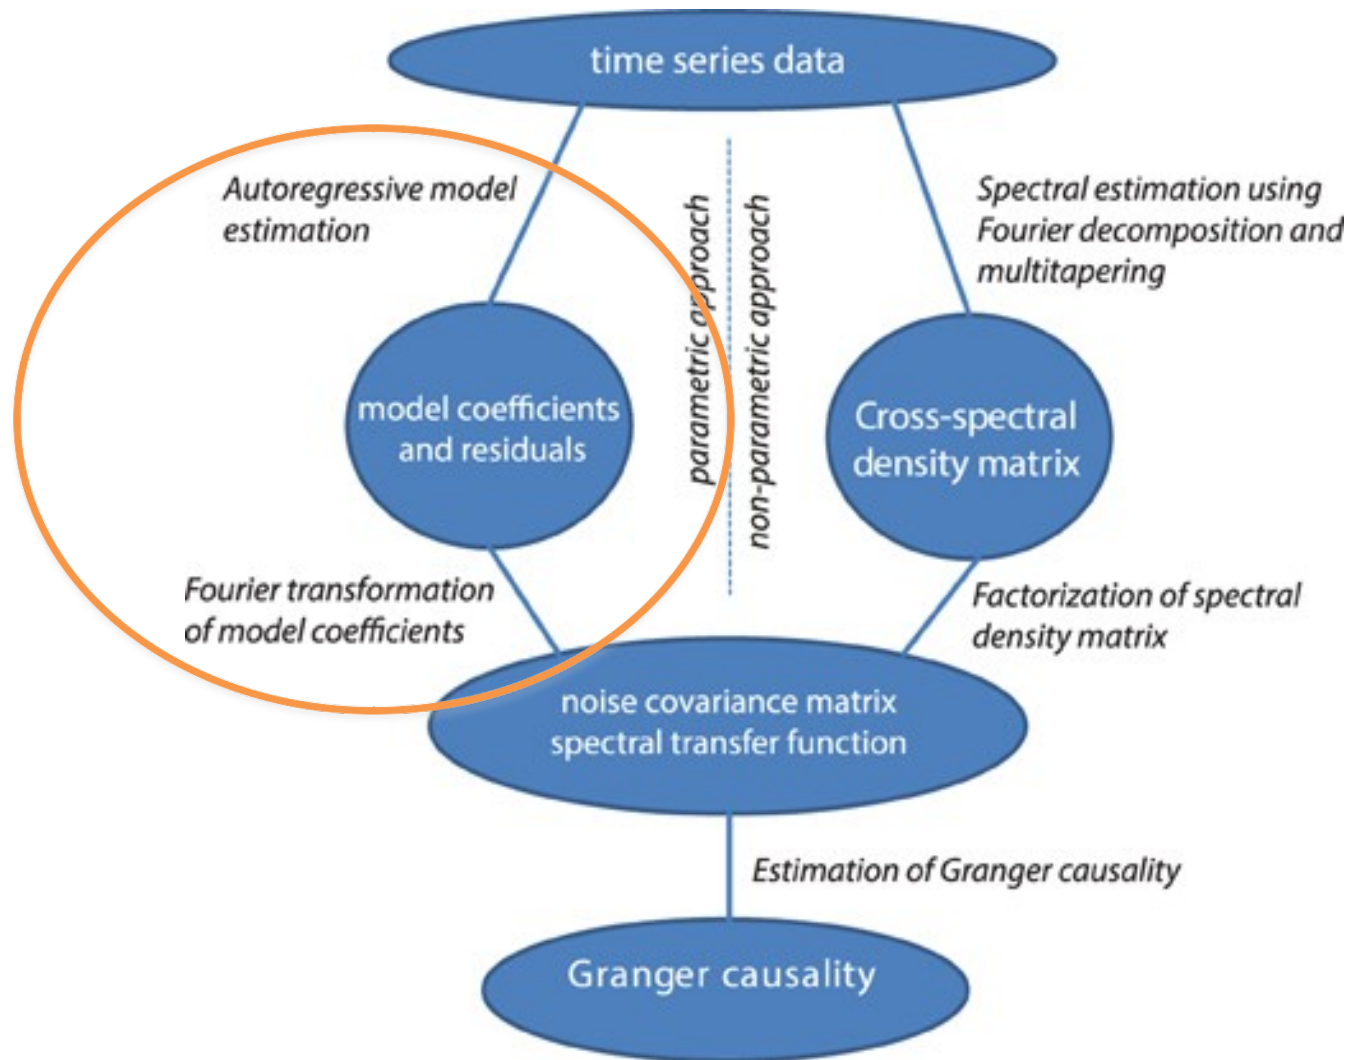 time series data
Autoregressive model
estimation
parametric approach
non-parametric approach
Spectral estimation using
Fourier decomposition and
multitapering
model coefficients
and residuals
Cross-spectral
density matrix
Fourier transformation
of model coefficients
Factorization of spectral
density matrix
noise covariance matrix
spectral transfer function
Estimation of Granger causality
Granger causality